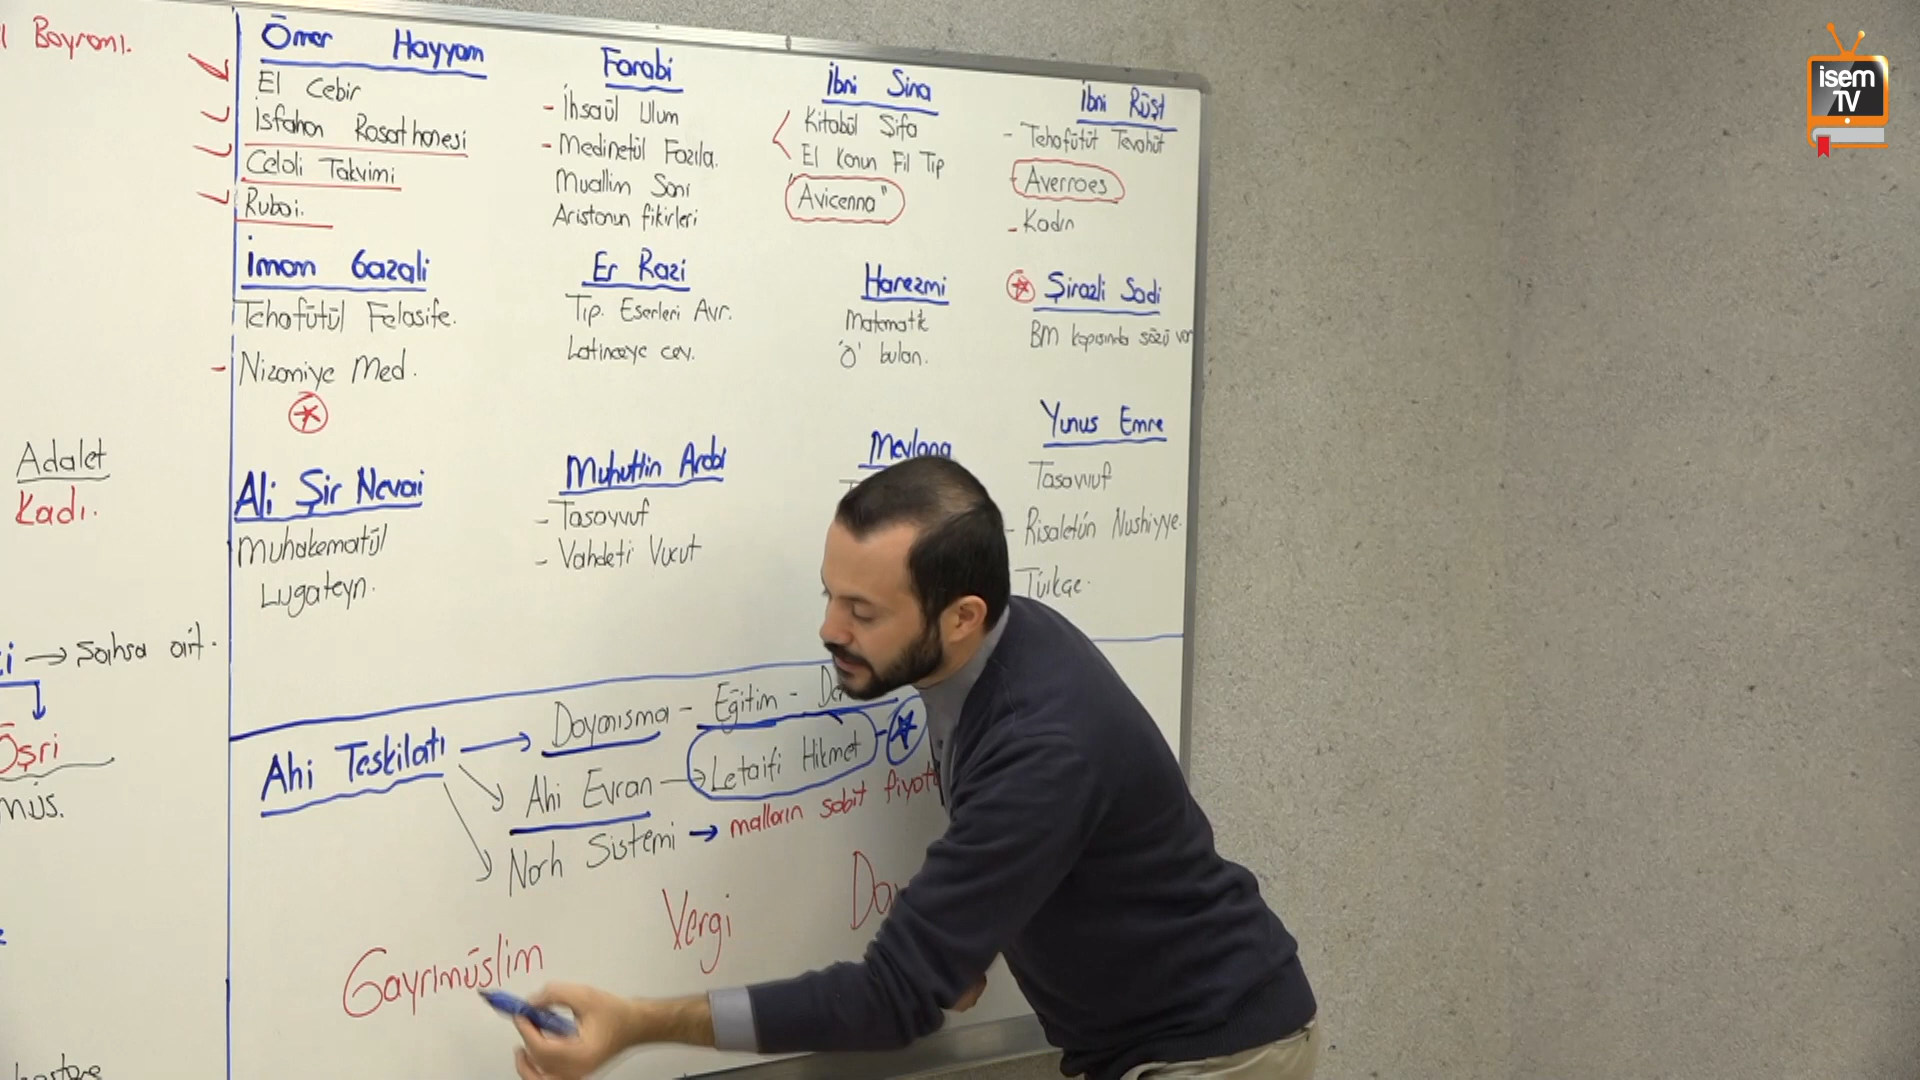 Bayramı.
Adalet
Kadı.
→ Şahsa ait.
Öşri
Ömer Hayyam
El Cebir
İsfahan Rasathanesi
Celali Takvimi
Rubai.
Farabi
- İhsaül Ulum
- Medinetül Fazıla.
Muallim Sani
Aristonun fikirleri
İbni Sina
Kitabül Şifa
El Kanun Fil Tıp
"Avicenna"
İbni Rüşt
- Tehafütüt Tevahüt
- Averroes
- Kadın
İmam Gazali
Tehafütül Felasife.
- Nizamiye Med.
Er Razi
Tıp. Eserleri Avr.
Latinceye çev.
Harezmi
Matematik
'0' bulan.
Şirazlı Sadi
BM kapısında sözü var
Ali Şir Nevai
Muhakematül
Lugateyn.
Muhuttin Arabi
- Tasavvuf
- Vahdeti Vucut
Mevlana
Yunus Emre
Tasavvuf
- Risaletün Nushiyye.
Türkçe.
Ahi Teşkilatı
→ Dayanışma - Eğitim -
Ahi Evran → Letaifi Hikmet -
Narh Sistemi → malların sabit
Gayrimüslim
Vergi
isem
TV